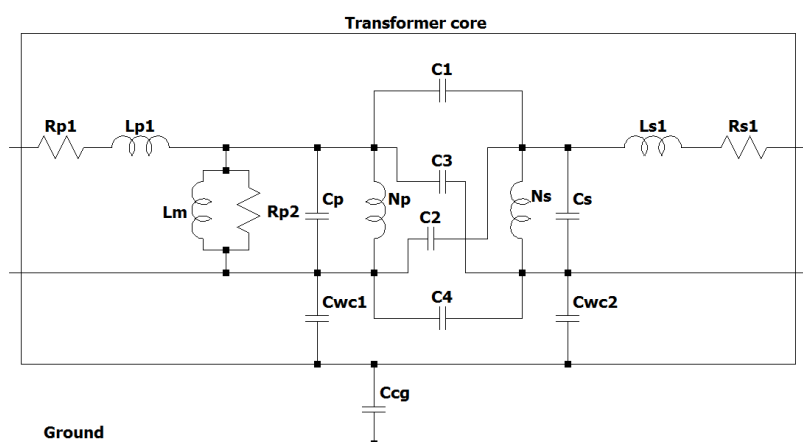 Transformer core
C1
Rp1
Lp1
Ls1
Rs1
C3
Lm
Rp2
Cp
Np
C2
Ns
Cs
Cwc1
C4
Cwc2
Ccg
Ground